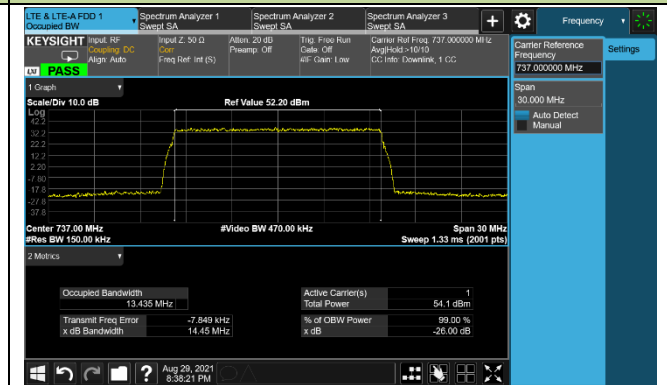 LTE & LTE-A FDD 1
Occupied BW
Spectrum Analyzer 1
Swept SA
Spectrum Analyzer 2
Swept SA
Spectrum Analyzer 3
Swept SA
+
Frequency
KEYSIGHT
Input: RF
Coupling: DC
Align: Auto
Input Z: 50 Ω
Corr
Freq Ref: Int (S)
Atten: 20 dB
Preamp: Off
Trig: Free Run
Gate: Off
#IF Gain: Low
Carrier Ref Freq: 737.000000 MHz
Avg|Hold:>10/10
CC Info: Downlink, 1 CC
LXI
PASS
Carrier Reference
Frequency
737.000000 MHz
Settings
Span
30.000 MHz
Auto Detect
Manual
1 Graph
Scale/Div 10.0 dB
Ref Value 52.20 dBm
Log
42.2
32.2
22.2
12.2
2.20
-7.80
-17.8
-27.8
-37.8
Center 737.00 MHz
#Video BW 470.00 kHz
Span 30 MHz
#Res BW 150.00 kHz
Sweep 1.33 ms (2001 pts)
2 Metrics
Occupied Bandwidth
13.435 MHz
Active Carrier(s) 1
Total Power 54.1 dBm
Transmit Freq Error -7.849 kHz
% of OBW Power 99.00 %
x dB Bandwidth 14.45 MHz
x dB -26.00 dB
?
Aug 29, 2021
8:38:21 PM